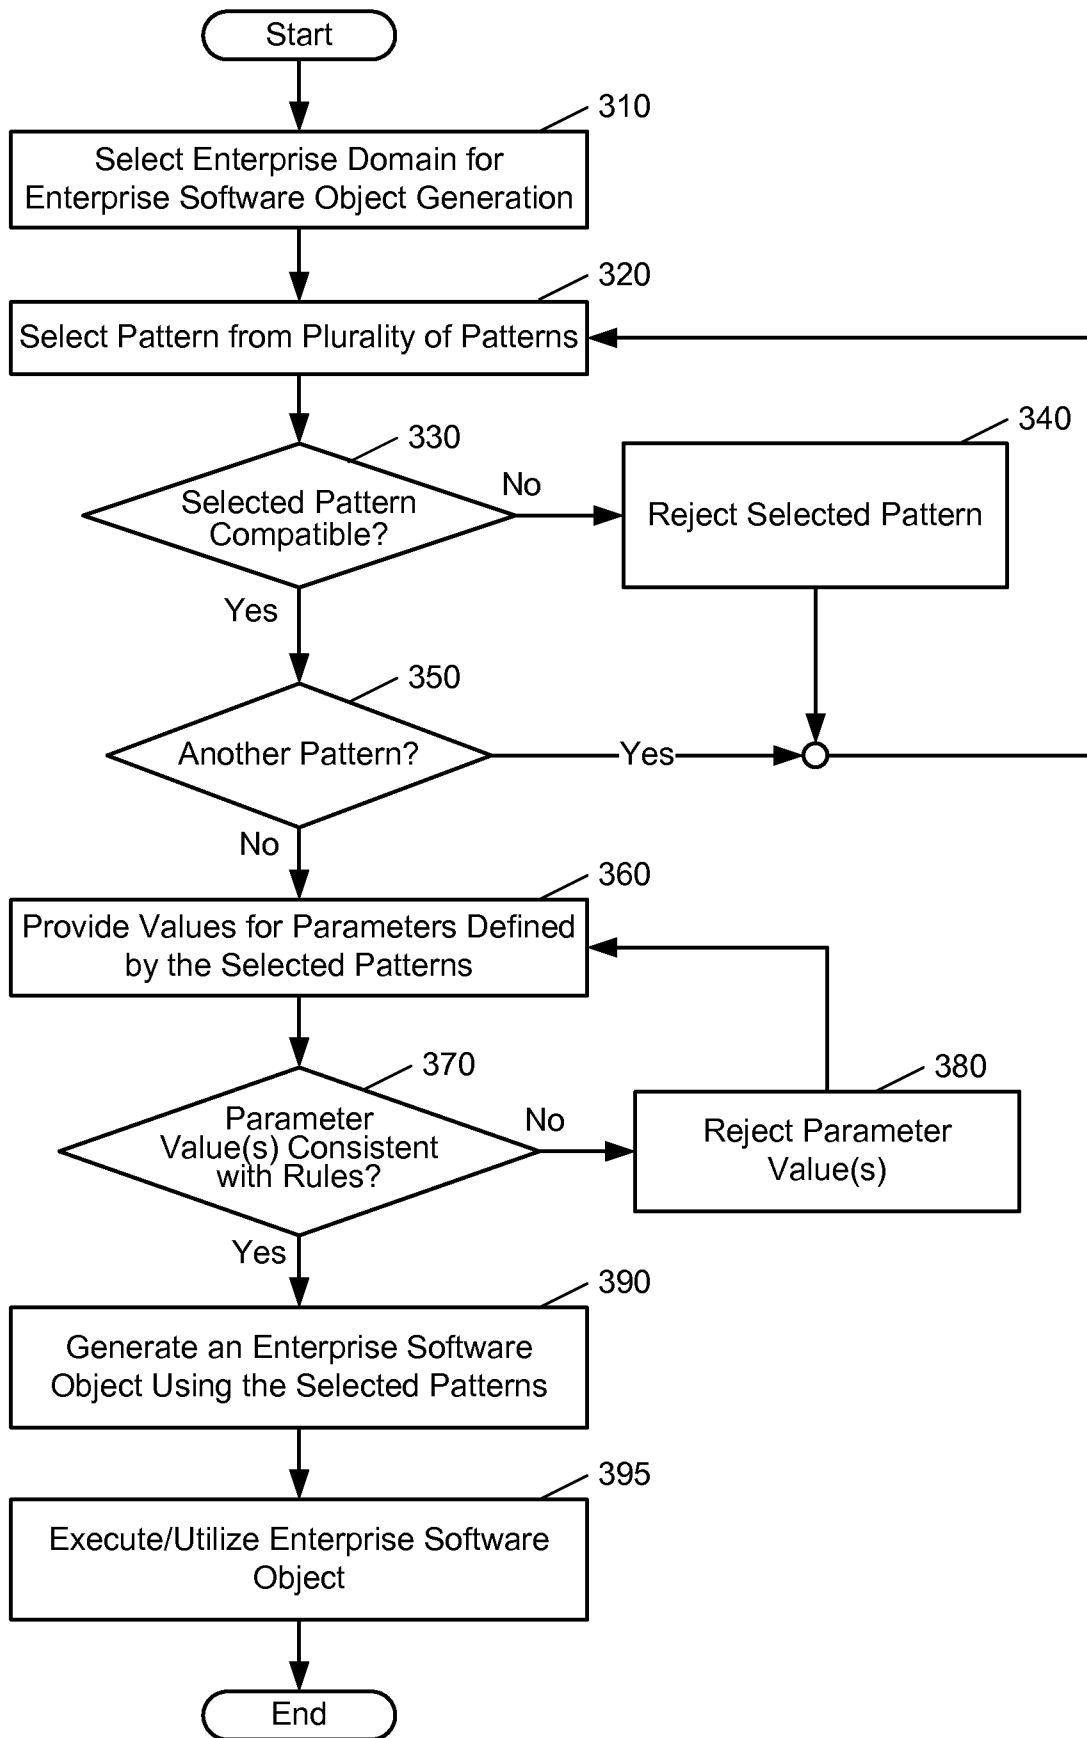 Start
310
Select Enterprise Domain for
Enterprise Software Object Generation
320
Select Pattern from Plurality of Patterns
330
340
Selected Pattern
Compatible?
No
Reject Selected Pattern
Yes
350
Another Pattern?
Yes
No
360
Provide Values for Parameters Defined
by the Selected Patterns
370
380
Parameter
Value(s) Consistent
with Rules?
No
Reject Parameter
Value(s)
Yes
390
Generate an Enterprise Software
Object Using the Selected Patterns
395
Execute/Utilize Enterprise Software
Object
End